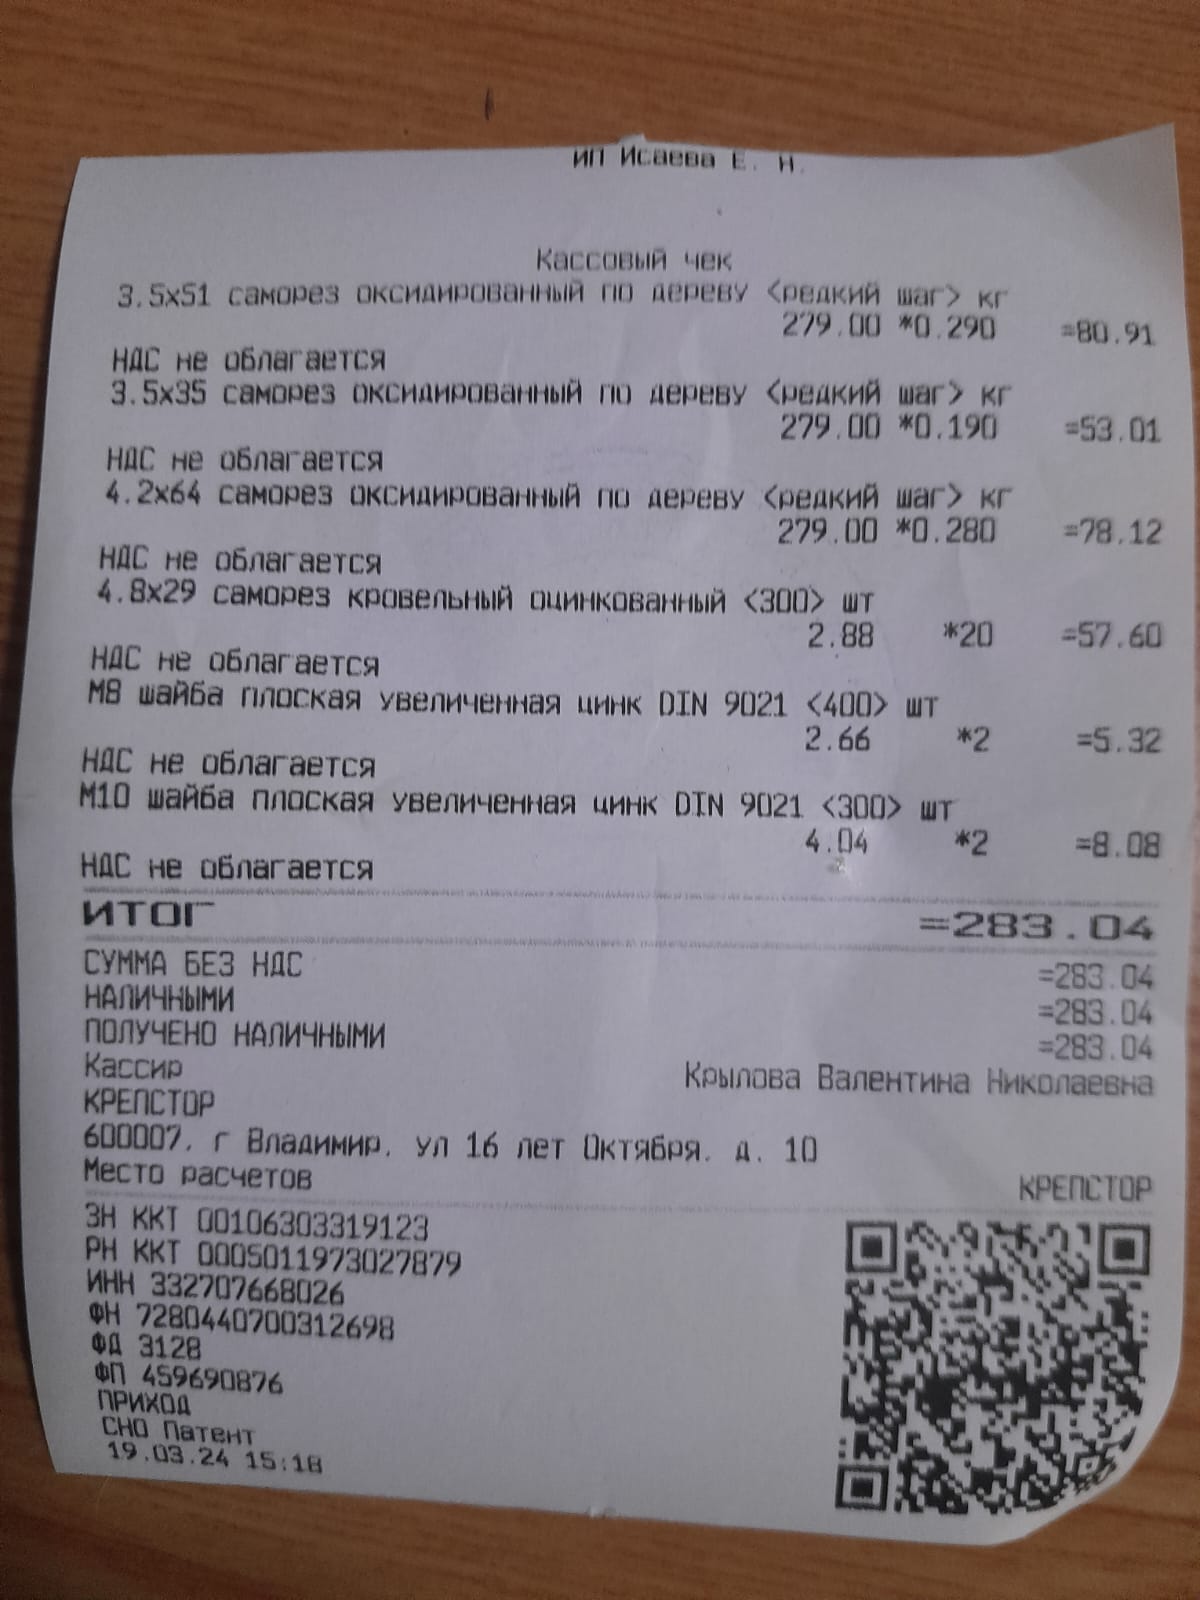 ИП Исаева Е. Н.
Кассовый чек
3.5x51 саморез оксидированный по дереву <редкий шаг> кг
279.00 *0.290 =80.91
НДС не облагается
3.5x35 саморез оксидированный по дереву <редкий шаг> кг
279.00 *0.190 =53.01
НДС не облагается
4.2x64 саморез оксидированный по дереву <редкий шаг> кг
279.00 *0.280 =78.12
НДС не облагается
4.8x29 саморез кровельный оцинкованный <300> шт
2.88 *20 =57.60
НДС не облагается
М8 шайба плоская увеличенная цинк DIN 9021 <400> шт
2.66 *2 =5.32
НДС не облагается
М10 шайба плоская увеличенная цинк DIN 9021 <300> шт
4.04 *2 =8.08
НДС не облагается
ИТОГ =283.04
СУММА БЕЗ НДС =283.04
НАЛИЧНЫМИ =283.04
ПОЛУЧЕНО НАЛИЧНЫМИ =283.04
Кассир Крылова Валентина Николаевна
КРЕПСТОР
600007, г Владимир, ул 16 лет Октября, д. 10
Место расчетов КРЕПСТОР
ЗН ККТ 00106303319123
РН ККТ 0005011973027879
ИНН 332707668026
ФН 7280440700312698
ФД 3128
ФП 459690876
ПРИХОД
СНО Патент
19.03.24 15:18